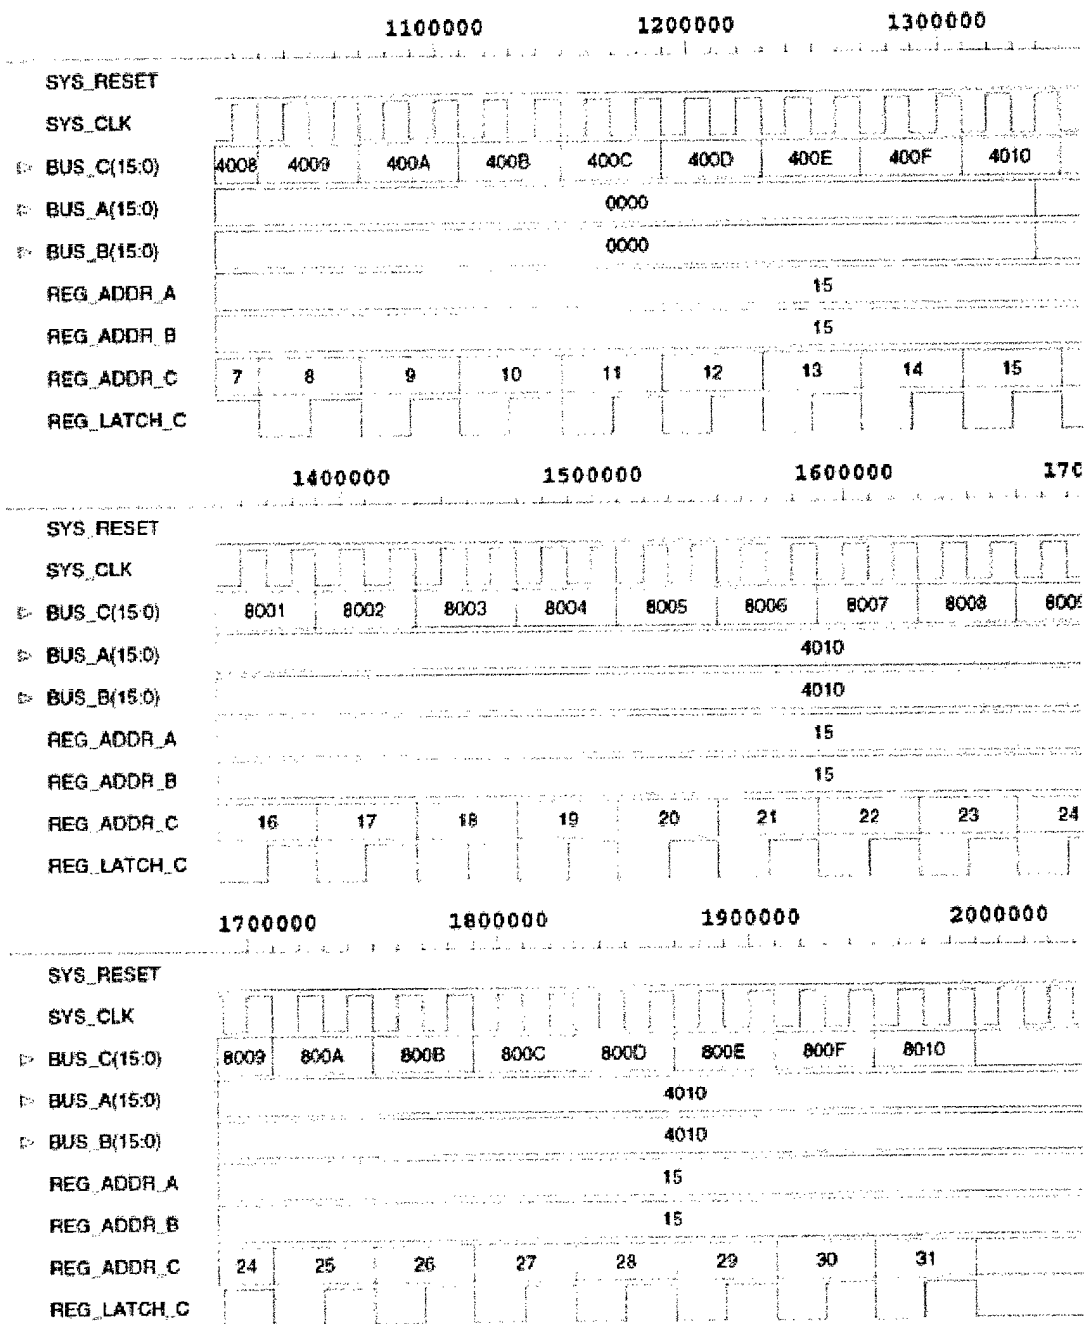 1100000 1200000 1300000
SYS_RESET
SYS_CLK
BUS_C(15:0) 4008 4009 400A 400B 400C 400D 400E 400F 4010
BUS_A(15:0) 0000
BUS_B(15:0) 0000
REG_ADDR_A 15
REG_ADDR_B 15
REG_ADDR_C 7 8 9 10 11 12 13 14 15
REG_LATCH_C
1400000 1500000 1600000 170
SYS_RESET
SYS_CLK
BUS_C(15:0) 8001 8002 8003 8004 8005 8006 8007 8008 8009
BUS_A(15:0) 4010
BUS_B(15:0) 4010
REG_ADDR_A 15
REG_ADDR_B 15
REG_ADDR_C 16 17 18 19 20 21 22 23 24
REG_LATCH_C
1700000 1800000 1900000 2000000
SYS_RESET
SYS_CLK
BUS_C(15:0) 8009 800A 800B 800C 800D 800E 800F 8010
BUS_A(15:0) 4010
BUS_B(15:0) 4010
REG_ADDR_A 15
REG_ADDR_B 15
REG_ADDR_C 24 25 26 27 28 29 30 31
REG_LATCH_C